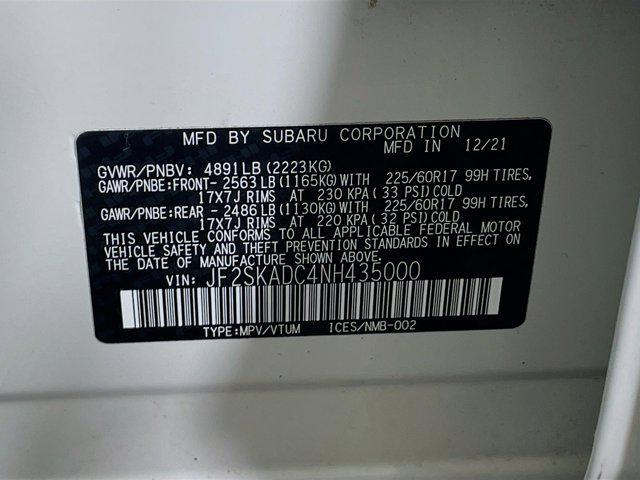 MFD BY SUBARU CORPORATION
MFD IN 12/21
GVWR/PNBV: 4891LB (2223KG)
GAWR/PNBE:FRONT- 2563 LB (1165KG) WITH 225/60R17 99H TIRES,
17X7J RIMS AT 230 KPA (33 PSI) COLD
GAWR/PNBE:REAR - 2486 LB (1130KG) WITH 225/60R17 99H TIRES,
17X7J RIMS AT 220 KPA (32 PSI) COLD
THIS VEHICLE CONFORMS TO ALL APPLICABLE FEDERAL MOTOR
VEHICLE SAFETY AND THEFT PREVENTION STANDARDS IN EFFECT ON
THE DATE OF MANUFACTURE SHOWN ABOVE.
VIN: JF2SKADC4NH435000
TYPE:MPV/VTUM ICES/NMB-002